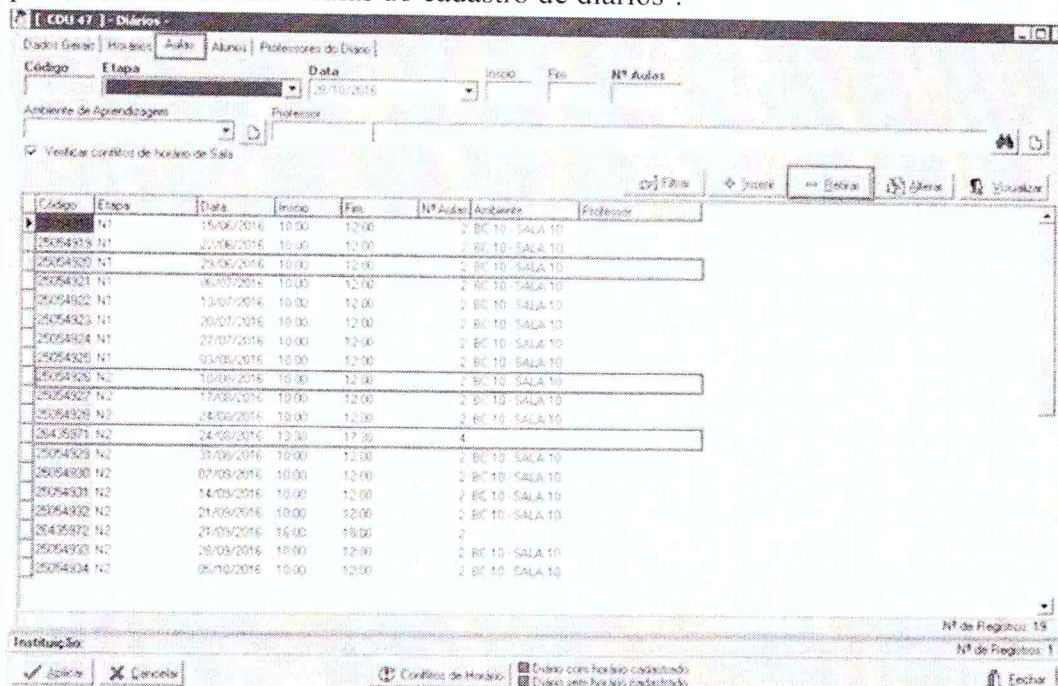 [ CDU 47 ] - Diários -
Dados Gerais Horários Aulas Alunos Professores do Diário
Código Etapa Data Início Fim Nº Aulas
28/10/2016
Ambiente de Aprendizagem Professor
Verificar conflitos de horário de Sala
Filtrar Inserir Retirar Alterar Visualizar
Código Etapa Data Início Fim Nº Aulas Ambiente Professor
N1 15/06/2016 10:00 12:00 2 BC 10 - SALA 10
25054919 N1 22/06/2016 10:00 12:00 2 BC 10 - SALA 10
25054920 N1 29/06/2016 10:00 12:00 2 BC 10 - SALA 10
25054921 N1 06/07/2016 10:00 12:00 2 BC 10 - SALA 10
25054922 N1 13/07/2016 10:00 12:00 2 BC 10 - SALA 10
25054923 N1 20/07/2016 10:00 12:00 2 BC 10 - SALA 10
25054924 N1 27/07/2016 10:00 12:00 2 BC 10 - SALA 10
25054925 N1 03/08/2016 10:00 12:00 2 BC 10 - SALA 10
25054926 N2 10/08/2016 10:00 12:00 2 BC 10 - SALA 10
25054927 N2 17/08/2016 10:00 12:00 2 BC 10 - SALA 10
25054928 N2 24/08/2016 10:00 12:00 2 BC 10 - SALA 10
26435971 N2 24/08/2016 13:30 17:30 4
25054929 N2 31/08/2016 10:00 12:00 2 BC 10 - SALA 10
25054930 N2 07/09/2016 10:00 12:00 2 BC 10 - SALA 10
25054931 N2 14/09/2016 10:00 12:00 2 BC 10 - SALA 10
25054932 N2 21/09/2016 10:00 12:00 2 BC 10 - SALA 10
26435972 N2 21/09/2016 16:00 18:00 2
25054933 N2 28/09/2016 10:00 12:00 2 BC 10 - SALA 10
25054934 N2 05/10/2016 10:00 12:00 2 BC 10 - SALA 10
Nº de Registros: 19
Instituição: Nº de Registros: 1
Aplicar Cancelar Conflitos de Horário Diário com horário cadastrado
Diário sem horário cadastrado Fechar